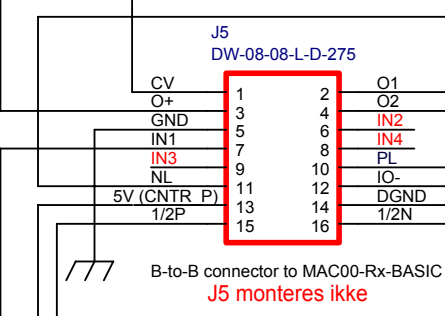 J5
DW-08-08-L-D-275
CV 1 2 O1
O+ 3 4 O2
GND 5 6 IN2
IN1 7 8 IN4
IN3 9 10 PL
NL 11 12 IO-
5V (CNTR_P) 13 14 DGND
1/2P 15 16 1/2N
B-to-B connector to MAC00-Rx-BASIC
J5 monteres ikke